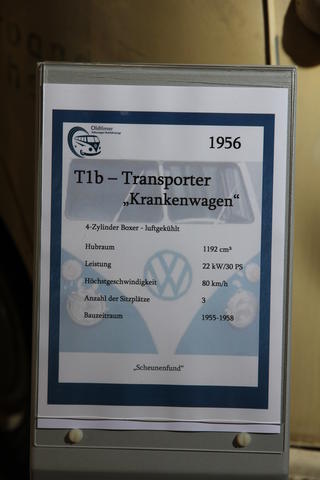 Oldtimer
1956
T1b – Transporter
„Krankenwagen“
4-Zylinder Boxer - luftgekühlt
Hubraum 1192 cm³
Leistung 22 kW/30 PS
Höchstgeschwindigkeit 80 km/h
Anzahl der Sitzplätze 3
Bauzeitraum 1955-1958
„Scheunenfund“